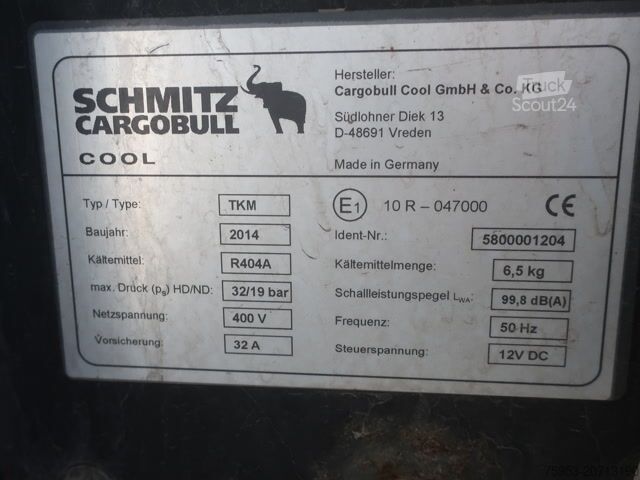 SCHMITZ
CARGOBULL
COOL
Hersteller:
Cargobull Cool GmbH & Co. KG
Südlohner Diek 13
D-48691 Vreden
Made in Germany
Truck
Scout24
Typ / Type: TKM
E1 10 R – 047000 CE
Baujahr: 2014
Ident-Nr.: 5800001204
Kältemittel: R404A
Kältemittelmenge: 6,5 kg
max. Druck (ps) HD/ND: 32/19 bar
Schallleistungspegel LWA: 99,8 dB(A)
Netzspannung: 400 V
Frequenz: 50 Hz
Vorsicherung: 32 A
Steuerspannung: 12V DC